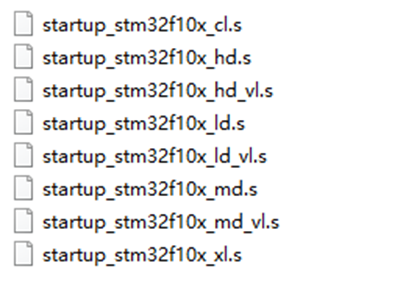 startup_stm32f10x_cl.s
startup_stm32f10x_hd.s
startup_stm32f10x_hd_vl.s
startup_stm32f10x_ld.s
startup_stm32f10x_ld_vl.s
startup_stm32f10x_md.s
startup_stm32f10x_md_vl.s
startup_stm32f10x_xl.s